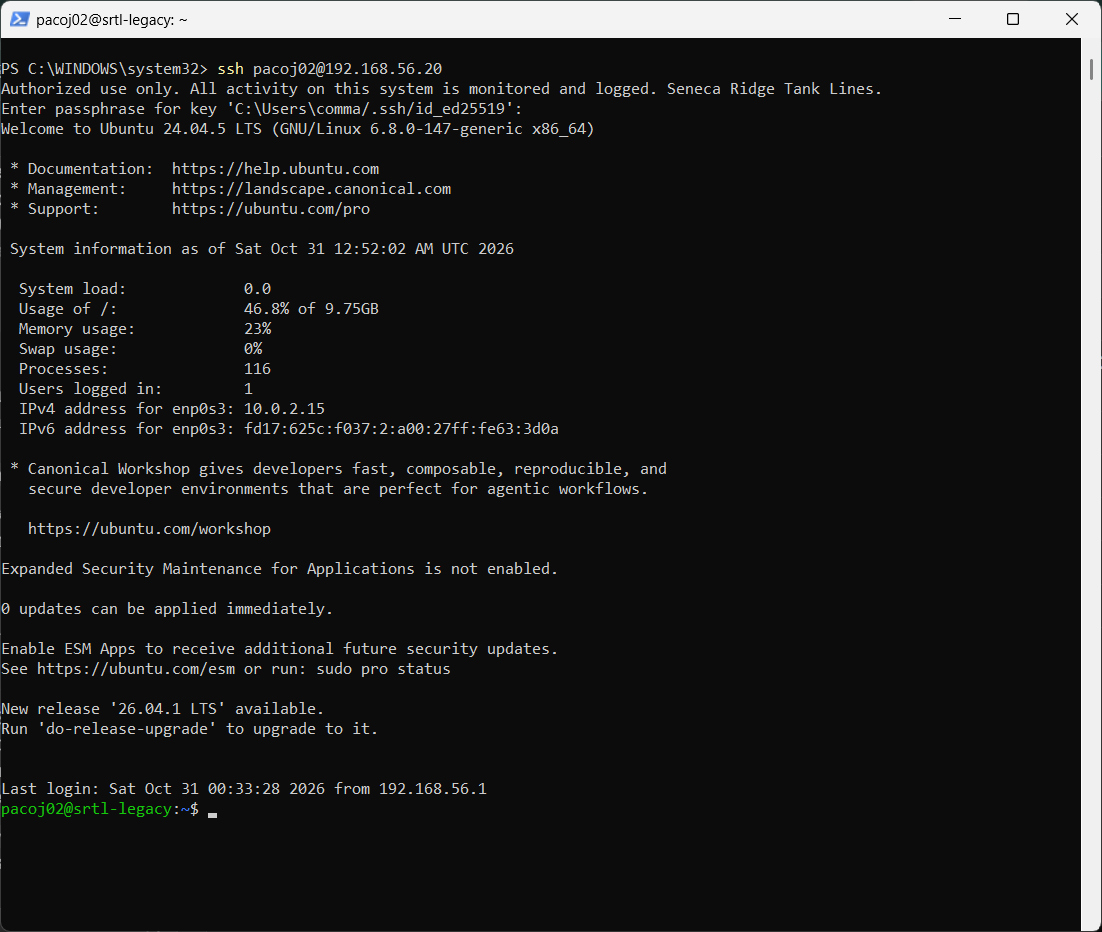 pacoj02@srtl-legacy: ~
PS C:\WINDOWS\system32> ssh pacoj02@192.168.56.20
Authorized use only. All activity on this system is monitored and logged. Seneca Ridge Tank Lines.
Enter passphrase for key 'C:\Users\comma/.ssh/id_ed25519':
Welcome to Ubuntu 24.04.5 LTS (GNU/Linux 6.8.0-147-generic x86_64)
* Documentation: https://help.ubuntu.com
* Management: https://landscape.canonical.com
* Support: https://ubuntu.com/pro
System information as of Sat Oct 31 12:52:02 AM UTC 2026
System load: 0.0
Usage of /: 46.8% of 9.75GB
Memory usage: 23%
Swap usage: 0%
Processes: 116
Users logged in: 1
IPv4 address for enp0s3: 10.0.2.15
IPv6 address for enp0s3: fd17:625c:f037:2:a00:27ff:fe63:3d0a
* Canonical Workshop gives developers fast, composable, reproducible, and
secure developer environments that are perfect for agentic workflows.
https://ubuntu.com/workshop
Expanded Security Maintenance for Applications is not enabled.
0 updates can be applied immediately.
Enable ESM Apps to receive additional future security updates.
See https://ubuntu.com/esm or run: sudo pro status
New release '26.04.1 LTS' available.
Run 'do-release-upgrade' to upgrade to it.
Last login: Sat Oct 31 00:33:28 2026 from 192.168.56.1
pacoj02@srtl-legacy:~$